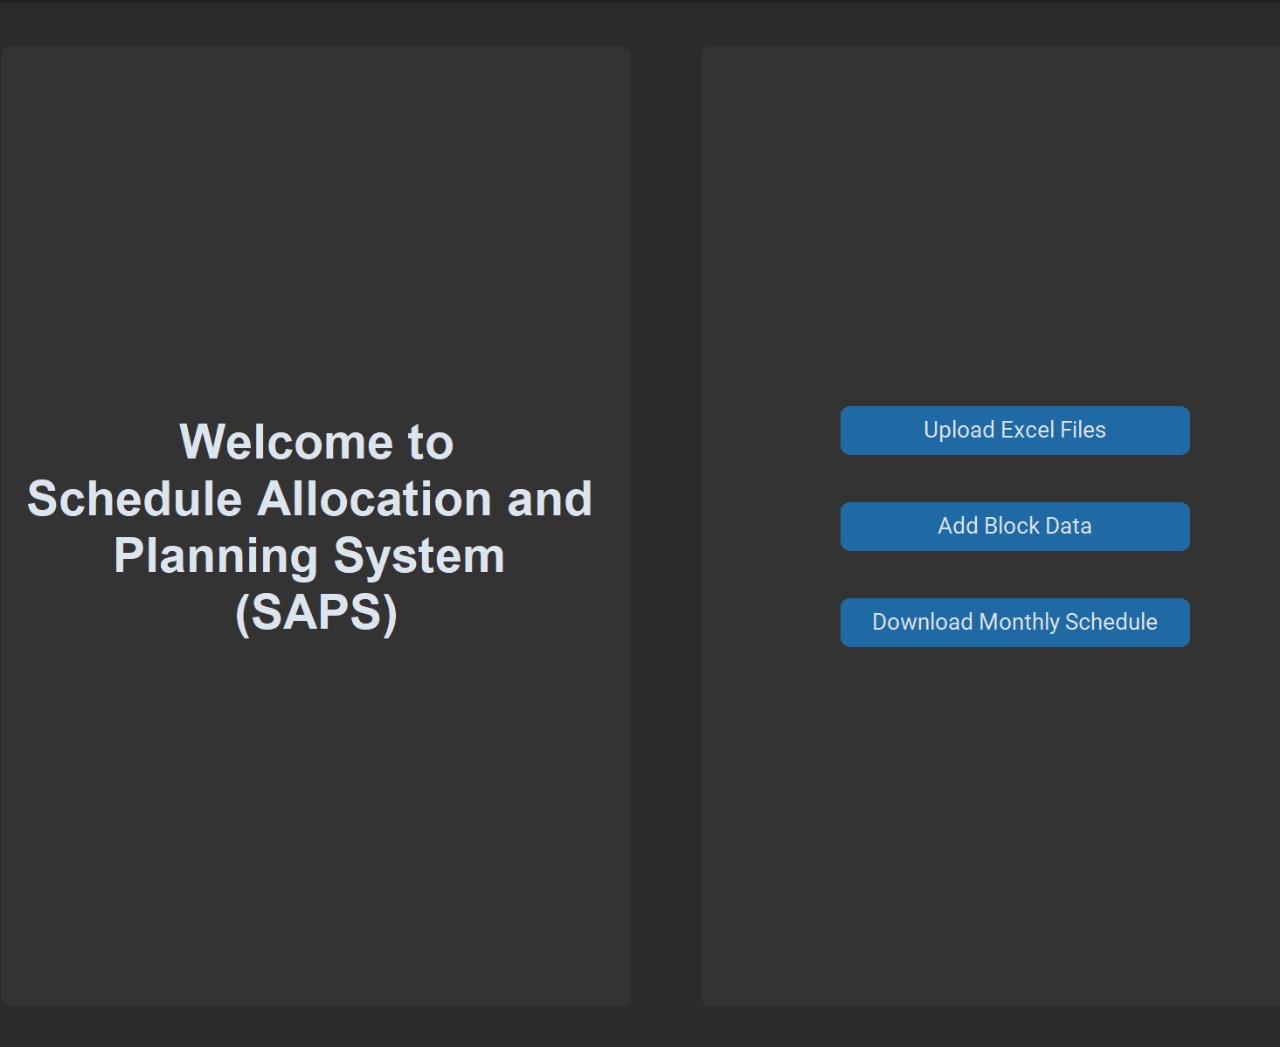 Welcome to
Schedule Allocation and
Planning System
(SAPS)
Upload Excel Files
Add Block Data
Download Monthly Schedule